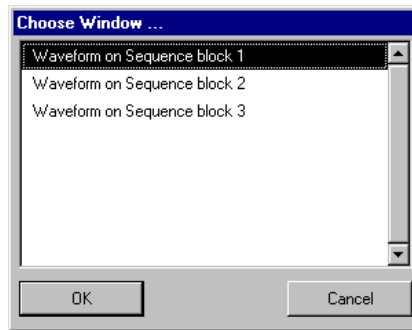 Choose Window ...
Waveform on Sequence block 1
Waveform on Sequence block 2
Waveform on Sequence block 3
OK
Cancel